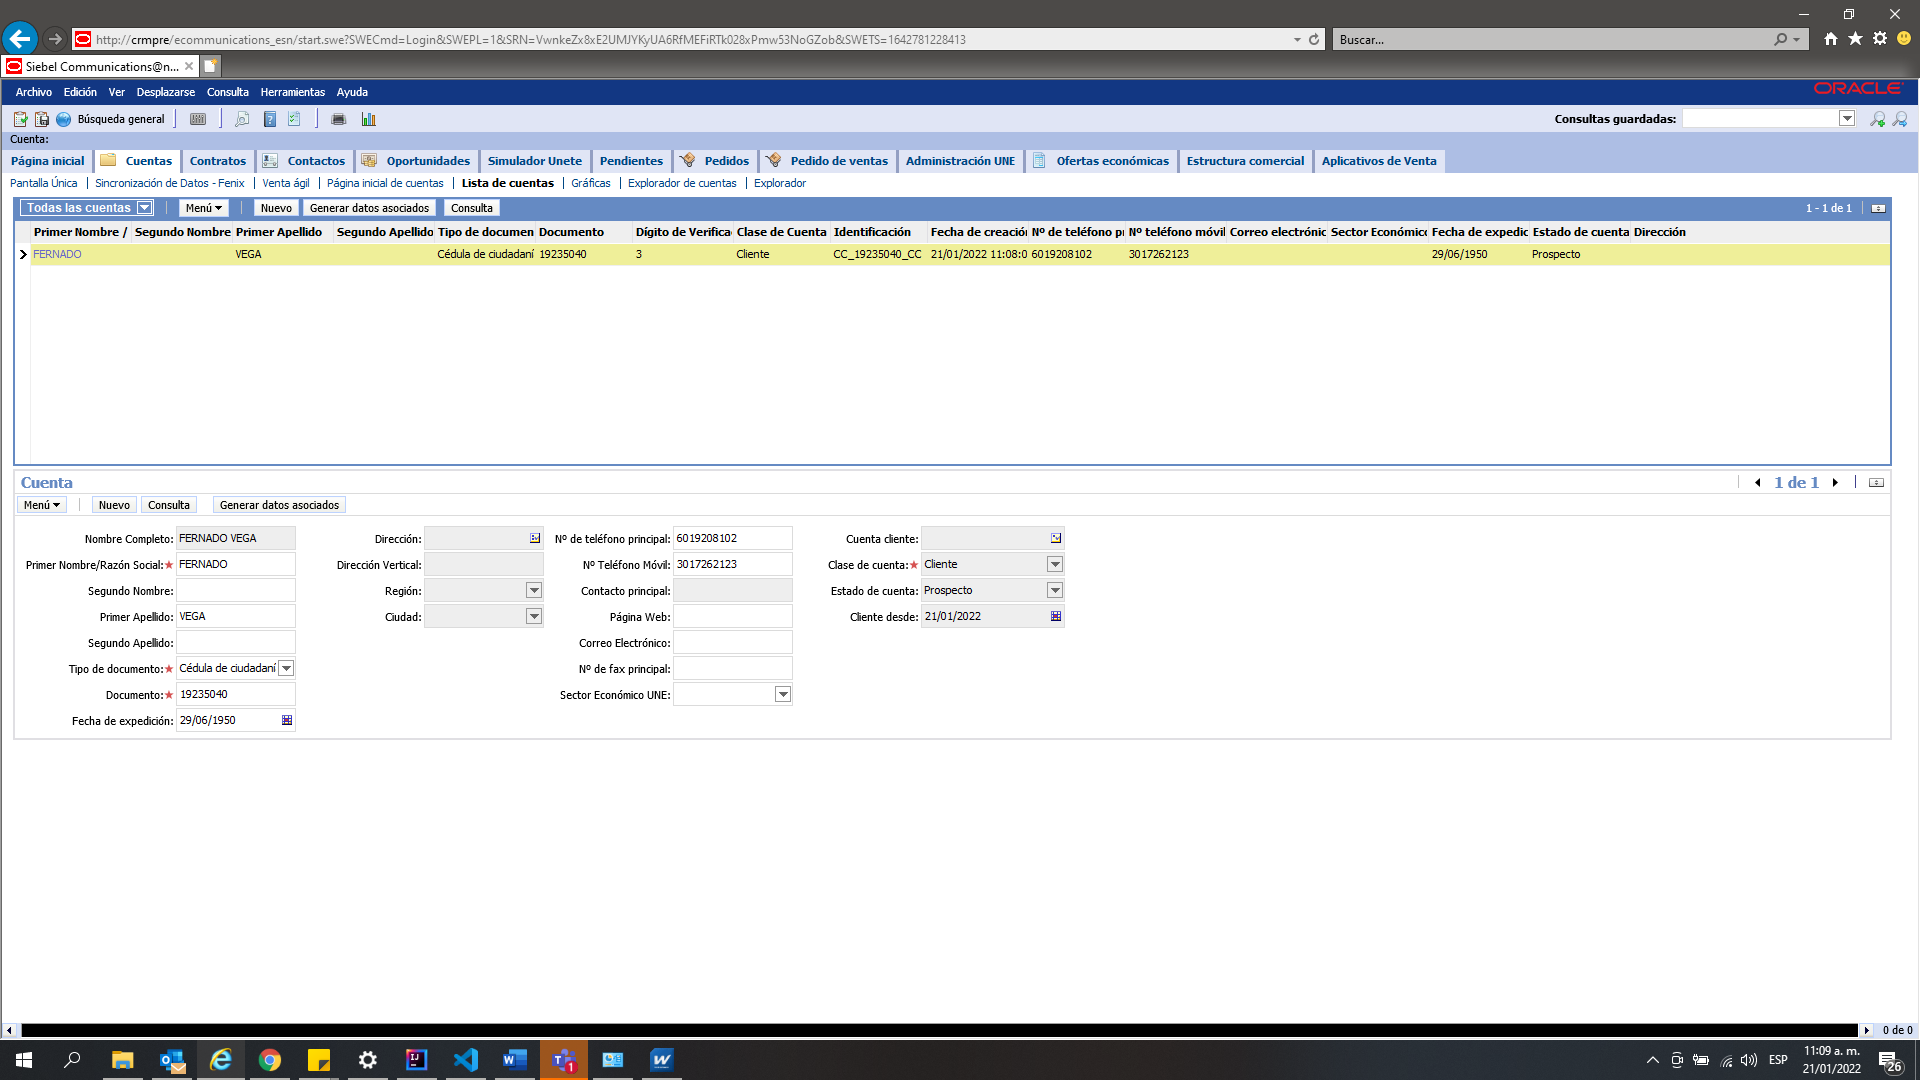 http://crmpre/ecommunications_esn/start.swe?SWECmd=Login&SWEPL=1&SRN=VwnkeZx8xE2UMJYKyUA6RfMEFiRTk028xPmw53NoGZob&SWETS=1642781228413
Buscar...
Siebel Communications@n...
Archivo Edición Ver Desplazarse Consulta Herramientas Ayuda
ORACLE
Búsqueda general
Consultas guardadas:
Cuenta:
Página inicial Cuentas Contratos Contactos Oportunidades Simulador Unete Pendientes Pedidos Pedido de ventas Administración UNE Ofertas económicas Estructura comercial Aplicativos de Venta
Pantalla Única Sincronización de Datos - Fenix Venta ágil Página inicial de cuentas Lista de cuentas Gráficas Explorador de cuentas Explorador
Todas las cuentas Menú Nuevo Generar datos asociados Consulta 1 - 1 de 1
Primer Nombre / Segundo Nombre Primer Apellido Segundo Apellido Tipo de documen Documento Dígito de Verifica Clase de Cuenta Identificación Fecha de creación Nº de teléfono pr Nº teléfono móvil Correo electrónic Sector Económico Fecha de expedic Estado de cuenta Dirección
FERNADO VEGA Cédula de ciudadaní 19235040 3 Cliente CC_19235040_CC 21/01/2022 11:08:0 6019208102 3017262123 29/06/1950 Prospecto
Cuenta
1 de 1
Menú Nuevo Consulta Generar datos asociados
Nombre Completo: FERNADO VEGA Dirección: Nº de teléfono principal: 6019208102 Cuenta cliente:
Primer Nombre/Razón Social:★ FERNADO Dirección Vertical: Nº Teléfono Móvil: 3017262123 Clase de cuenta:★ Cliente
Segundo Nombre: Región: Contacto principal: Estado de cuenta: Prospecto
Primer Apellido: VEGA Ciudad: Página Web: Cliente desde: 21/01/2022
Segundo Apellido: Correo Electrónico:
Tipo de documento:★ Cédula de ciudadaní Nº de fax principal:
Documento:★ 19235040 Sector Económico UNE:
Fecha de expedición: 29/06/1950
0 de 0
ESP
11:09 a. m.
21/01/2022
26
1